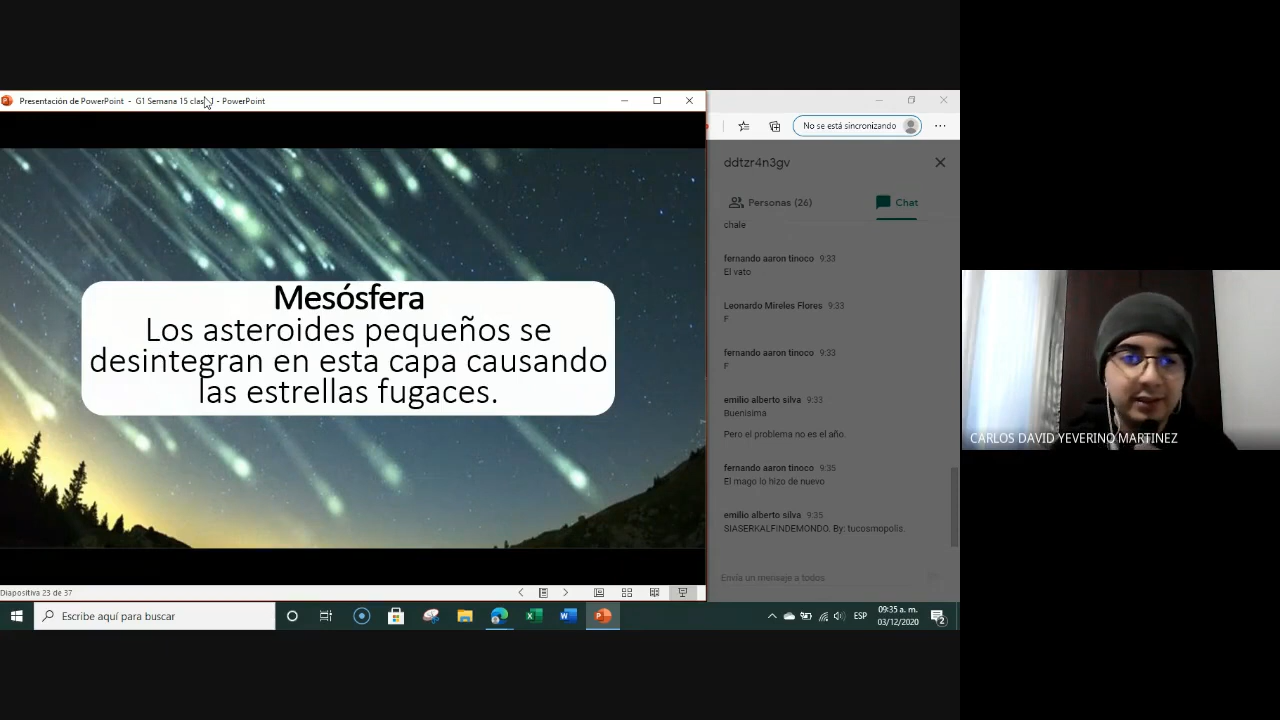 Presentación de PowerPoint - G1 Semana 15 clase 1 - PowerPoint
No se está sincronizando
ddtzr4n3gv
Personas (26)
Chat
chale
fernando aaron tinoco 9:33
El vato
Leonardo Mireles Flores 9:33
F
fernando aaron tinoco 9:33
F
emilio alberto silva 9:33
Buenisima
Pero el problema no es el año.
fernando aaron tinoco 9:35
El mago lo hizo de nuevo
emilio alberto silva 9:35
SIASERKALFINDEMONDO. By: tucosmopolis.
Envía un mensaje a todos
Mesósfera
Los asteroides pequeños se
desintegran en esta capa causando
las estrellas fugaces.
CARLOS DAVID YEVERINO MARTINEZ
Diapositiva 23 de 37
Escribe aquí para buscar
ESP
09:35 a. m.
03/12/2020
2